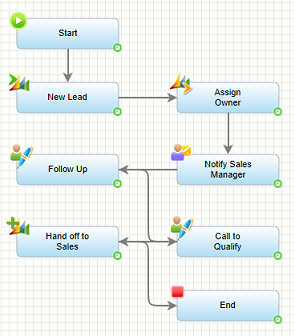 Start
New Lead
Assign
Owner
Follow Up
Notify Sales
Manager
Hand off to
Sales
Call to
Qualify
End